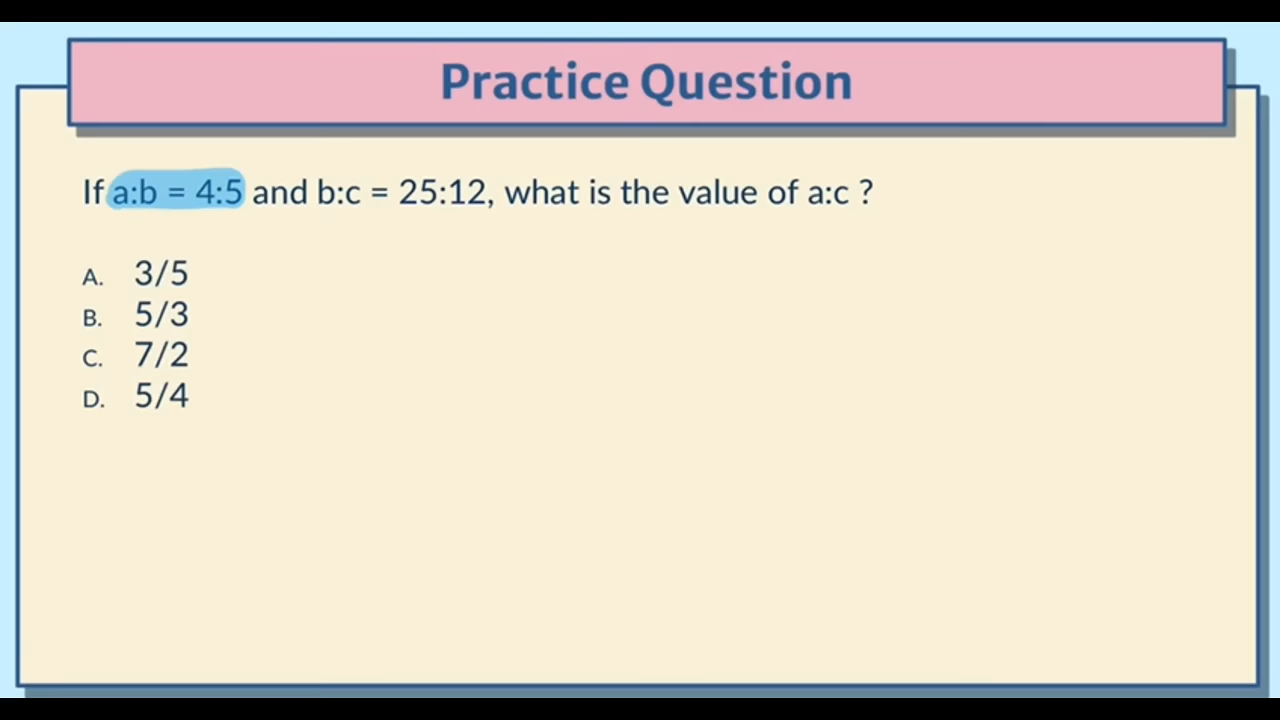 Practice Question
If a:b = 4:5 and b:c = 25:12, what is the value of a:c ?
A. 3/5
B. 5/3
C. 7/2
D. 5/4